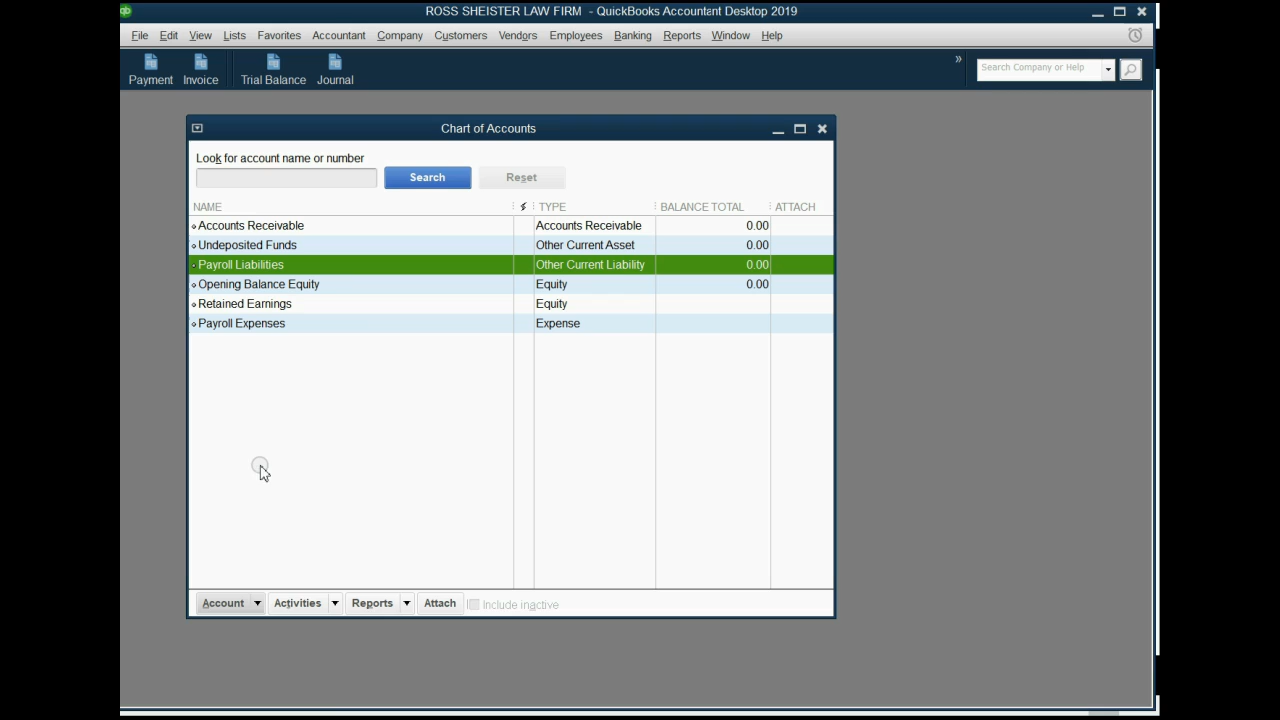 ROSS SHEISTER LAW FIRM - QuickBooks Accountant Desktop 2019
File Edit View Lists Favorites Accountant Company Customers Vendors Employees Banking Reports Window Help
Payment Invoice Trial Balance Journal » Search Company or Help
Chart of Accounts
Look for account name or number
Search Reset
NAME TYPE BALANCE TOTAL ATTACH
Accounts Receivable Accounts Receivable 0.00
Undeposited Funds Other Current Asset 0.00
Payroll Liabilities Other Current Liability 0.00
Opening Balance Equity Equity 0.00
Retained Earnings Equity
Payroll Expenses Expense
Account Activities Reports Attach Include inactive